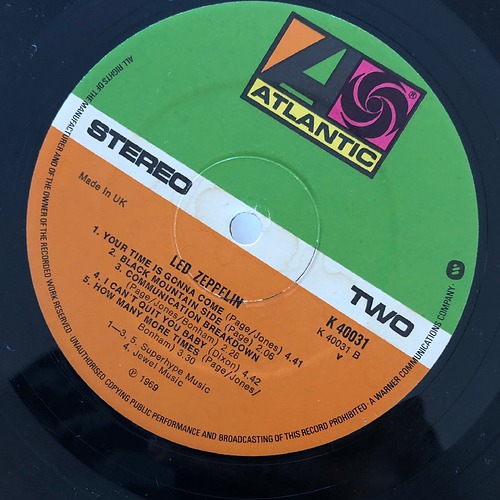 ATLANTIC
®
STEREO
TWO
Made In UK
K 40031
K 40031 B
LED ZEPPELIN
1. YOUR TIME IS GONNA COME (Page/Jones) 4.41
2. BLACK MOUNTAIN SIDE (Page) 2.06
3. COMMUNICATION BREAKDOWN
(Page/Jones/Bonham) 2.26
4. I CAN'T QUIT YOU BABY (Dixon) 4.42
5. HOW MANY MORE TIMES (Page/Jones/
Bonham) 3.30
1—3, 5. Superhype Music
4. Jewel Music
℗ 1969
ALL RIGHTS OF THE MANUFACTURER AND OF THE OWNER OF THE RECORDED WORK RESERVED. UNAUTHORISED COPYING PUBLIC PERFORMANCE AND BROADCASTING OF THIS RECORD PROHIBITED · A WARNER COMMUNICATIONS COMPANY ·